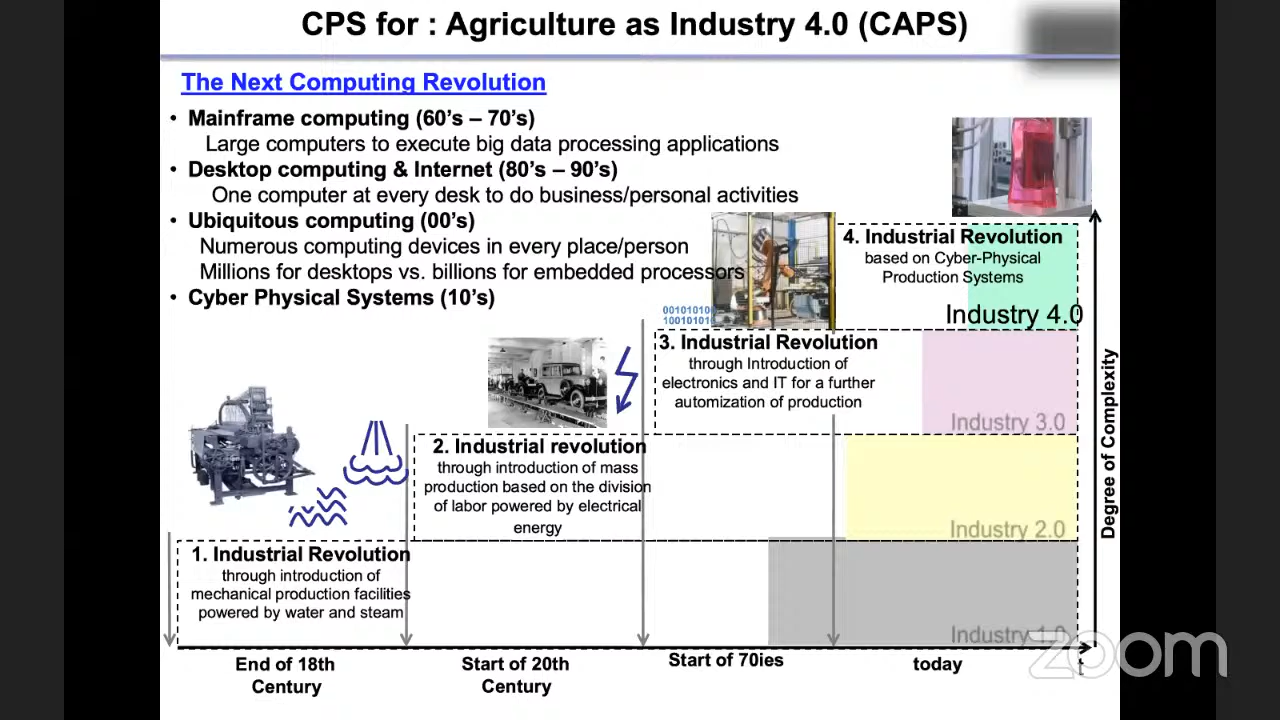 CPS for : Agriculture as Industry 4.0 (CAPS)
The Next Computing Revolution
• Mainframe computing (60’s – 70’s)
Large computers to execute big data processing applications
• Desktop computing & Internet (80’s – 90’s)
One computer at every desk to do business/personal activities
• Ubiquitous computing (00’s)
Numerous computing devices in every place/person
Millions for desktops vs. billions for embedded processors
• Cyber Physical Systems (10’s)
4. Industrial Revolution
based on Cyber-Physical
Production Systems
Industry 4.0
001010100
100101010
3. Industrial Revolution
through Introduction of
electronics and IT for a further
automization of production
Industry 3.0
2. Industrial revolution
through introduction of mass
production based on the division
of labor powered by electrical
energy
Industry 2.0
1. Industrial Revolution
through introduction of
mechanical production facilities
powered by water and steam
Industry 1.0
Degree of Complexity
End of 18th
Century
Start of 20th
Century
Start of 70ies
today
t
zoom